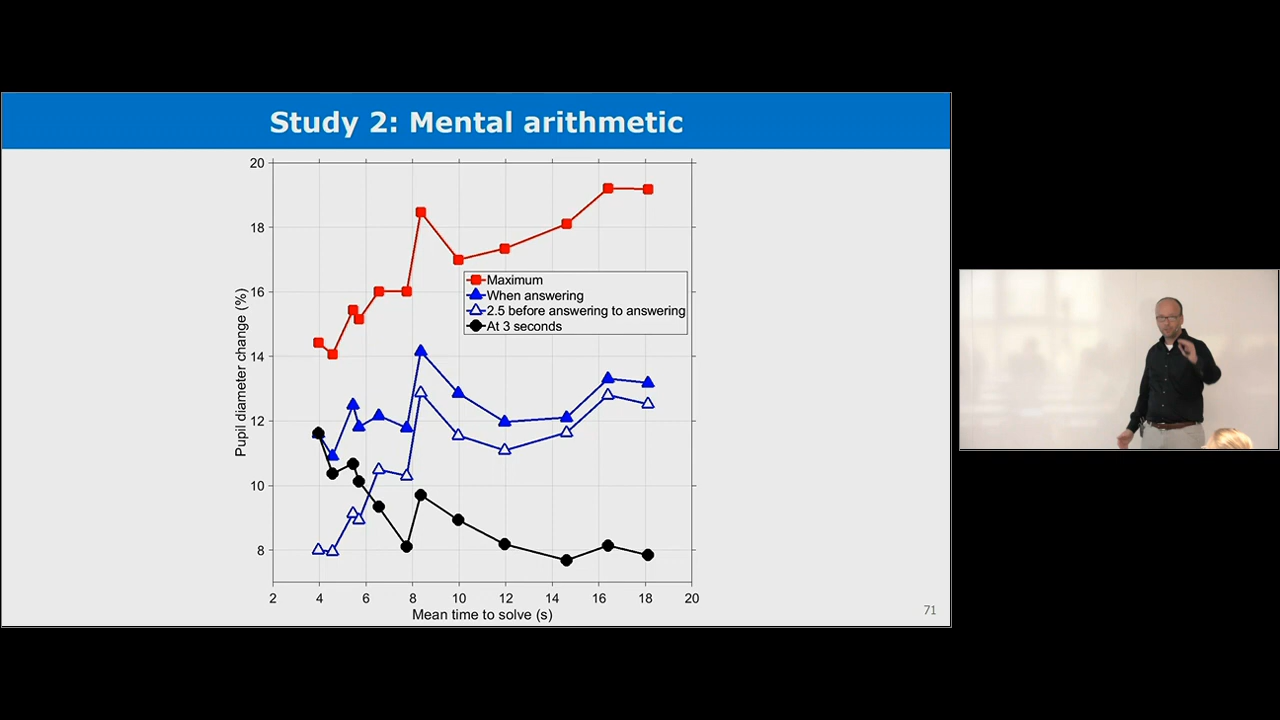 Study 2: Mental arithmetic
20
18
16
14
12
10
8
Pupil diameter change (%)
Maximum
When answering
2.5 before answering to answering
At 3 seconds
2 4 6 8 10 12 14 16 18 20
Mean time to solve (s)
71